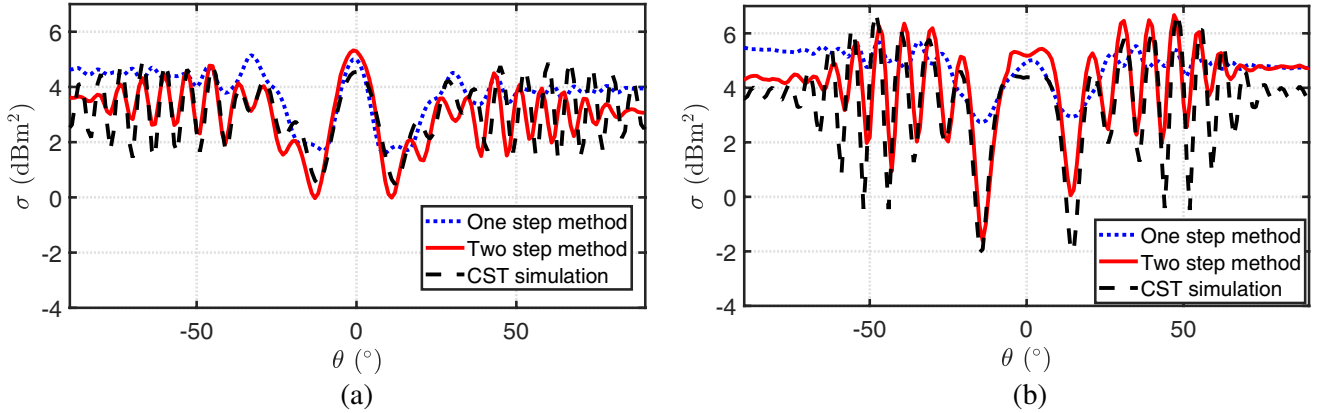 6
4
2
0
-2
-4
σ (dBm²)
-50
0
50
θ (°)
One step method
Two step method
CST simulation
(a)
6
4
2
0
-2
-4
σ (dBm²)
-50
0
50
θ (°)
One step method
Two step method
CST simulation
(b)